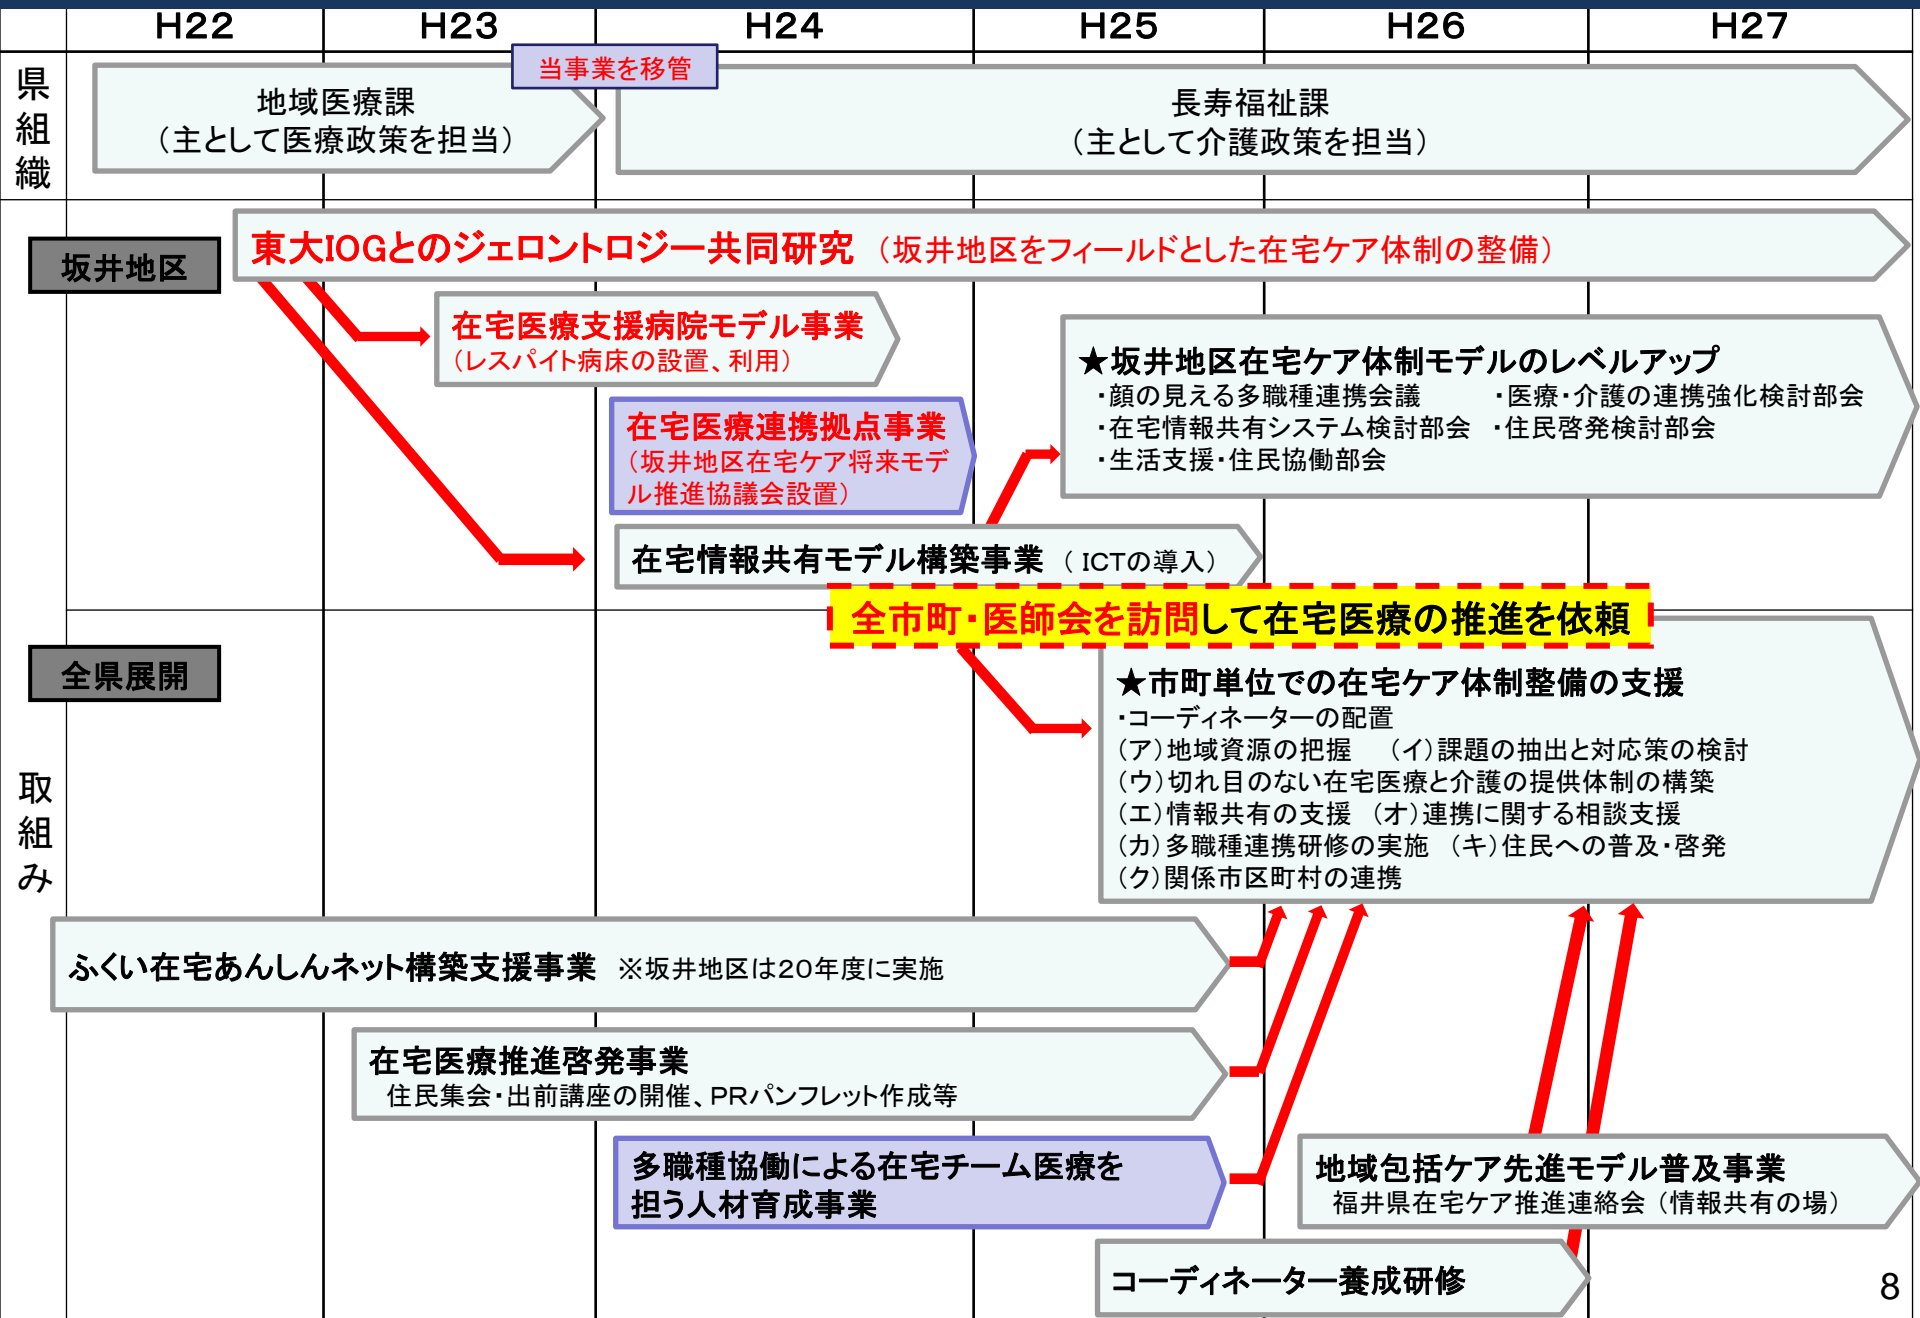 H22
H23
H24
H25
H26
H27
県組織
当事業を移管
地域医療課
（主として医療政策を担当）
長寿福祉課
（主として介護政策を担当）
坂井地区
東大IOGとのジェロントロジー共同研究 （坂井地区をフィールドとした在宅ケア体制の整備）
在宅医療支援病院モデル事業
（レスパイト病床の設置、利用）
★坂井地区在宅ケア体制モデルのレベルアップ
・顔の見える多職種連携会議 ・医療・介護の連携強化検討部会
・在宅情報共有システム検討部会 ・住民啓発検討部会
・生活支援・住民協働部会
在宅医療連携拠点事業
（坂井地区在宅ケア将来モデ
ル推進協議会設置）
在宅情報共有モデル構築事業 （ ICTの導入）
全市町・医師会を訪問して在宅医療の推進を依頼
全県展開
取組み
★市町単位での在宅ケア体制整備の支援
・コーディネーターの配置
（ア）地域資源の把握 （イ）課題の抽出と対応策の検討
（ウ）切れ目のない在宅医療と介護の提供体制の構築
（エ）情報共有の支援 （オ）連携に関する相談支援
（カ）多職種連携研修の実施 （キ）住民への普及・啓発
（ク）関係市区町村の連携
ふくい在宅あんしんネット構築支援事業 ※坂井地区は20年度に実施
在宅医療推進啓発事業
住民集会・出前講座の開催、PRパンフレット作成等
多職種協働による在宅チーム医療を
担う人材育成事業
地域包括ケア先進モデル普及事業
福井県在宅ケア推進連絡会（情報共有の場）
コーディネーター養成研修
8